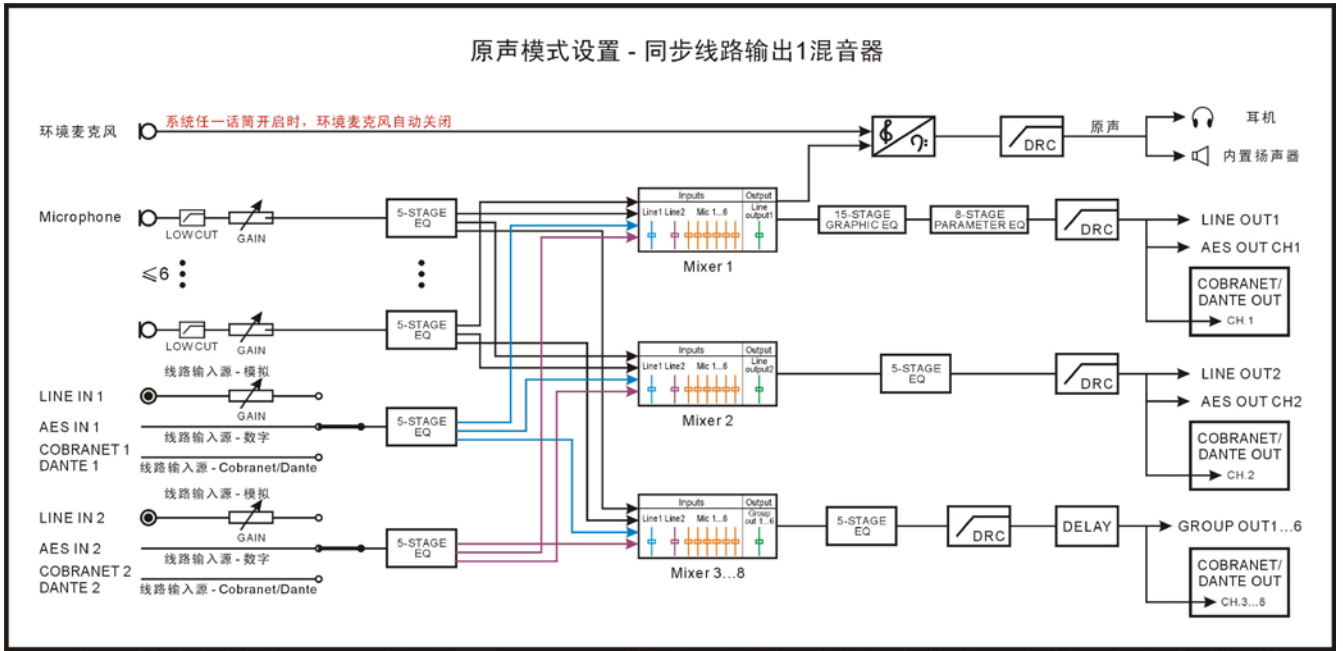 原声模式设置 - 同步线路输出1混音器
环境麦克风
系统任一话筒开启时，环境麦克风自动关闭
DRC
原声
耳机
内置扬声器
Microphone
LOWCUT
GAIN
5-STAGE
EQ
Inputs
Output
Line1 Line2 Mic 1...6
Line
output1
Mixer 1
15-STAGE
GRAPHIC EQ
8-STAGE
PARAMETER EQ
DRC
LINE OUT1
AES OUT CH1
COBRANET/
DANTE OUT
CH.1
≤6
LOWCUT
GAIN
5-STAGE
EQ
Inputs
Output
Line1 Line2 Mic 1...6
Line
output2
Mixer 2
5-STAGE
EQ
DRC
LINE OUT2
AES OUT CH2
COBRANET/
DANTE OUT
CH.2
线路输入源 - 模拟
LINE IN 1
GAIN
AES IN 1
线路输入源 - 数字
COBRANET 1
DANTE 1
线路输入源 - Cobranet/Dante
5-STAGE
EQ
线路输入源 - 模拟
LINE IN 2
GAIN
AES IN 2
线路输入源 - 数字
COBRANET 2
DANTE 2
线路输入源 - Cobranet/Dante
5-STAGE
EQ
Inputs
Output
Line1 Line2 Mic 1...6
Group
out 1...6
Mixer 3...8
5-STAGE
EQ
DRC
DELAY
GROUP OUT1...6
COBRANET/
DANTE OUT
CH.3...8